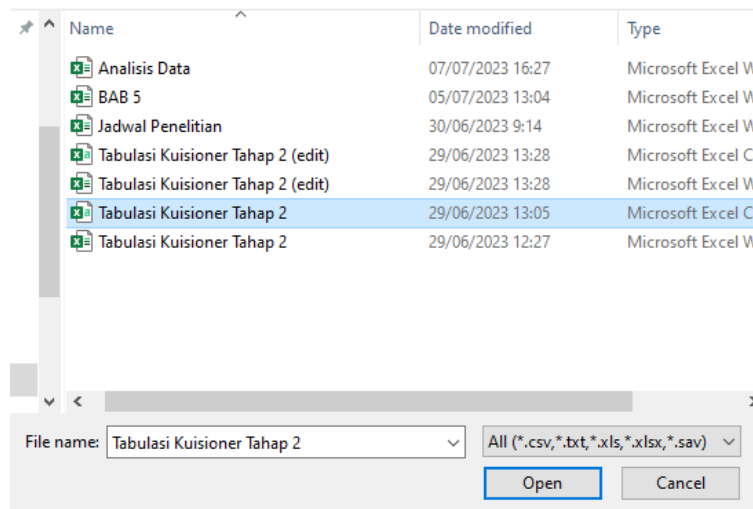 Name Date modified Type
Analisis Data 07/07/2023 16:27 Microsoft Excel W
BAB 5 05/07/2023 13:04 Microsoft Excel W
Jadwal Penelitian 30/06/2023 9:14 Microsoft Excel W
Tabulasi Kuisioner Tahap 2 (edit) 29/06/2023 13:28 Microsoft Excel C
Tabulasi Kuisioner Tahap 2 (edit) 29/06/2023 13:28 Microsoft Excel W
Tabulasi Kuisioner Tahap 2 29/06/2023 13:05 Microsoft Excel C
Tabulasi Kuisioner Tahap 2 29/06/2023 12:27 Microsoft Excel W
File name: Tabulasi Kuisioner Tahap 2 All (*.csv,*.txt,*.xls,*.xlsx,*.sav)
Open Cancel